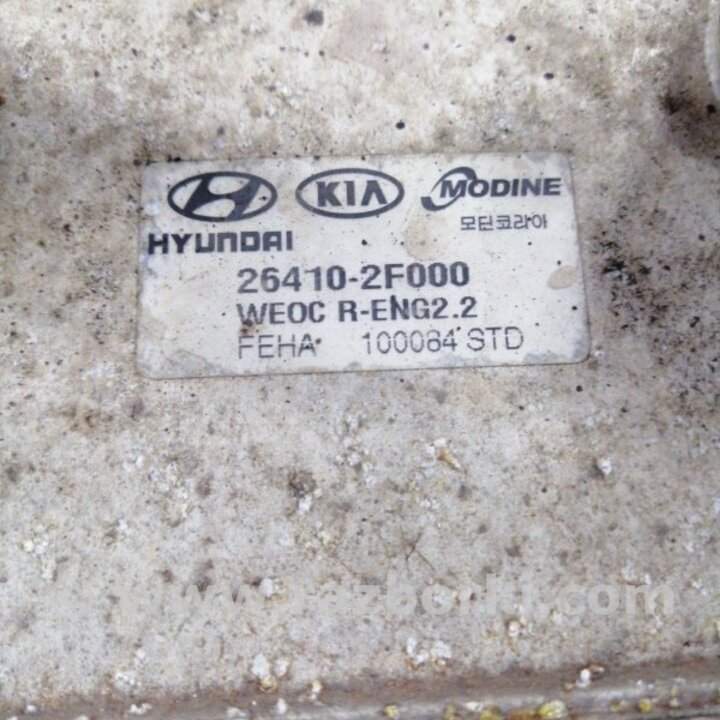 KIA MODINE
모딘코리아
HYUNDAI
26410-2F000
WEOC R-ENG2.2
FEHA 100084 STD